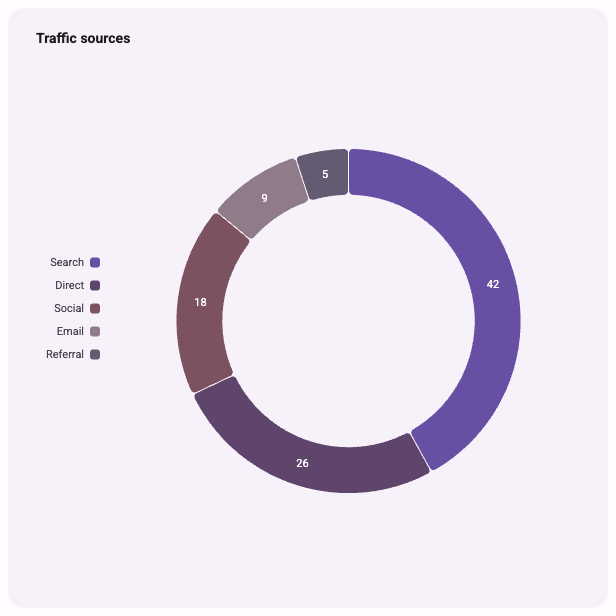 Traffic sources
5
9
42
18
26
Search
Direct
Social
Email
Referral